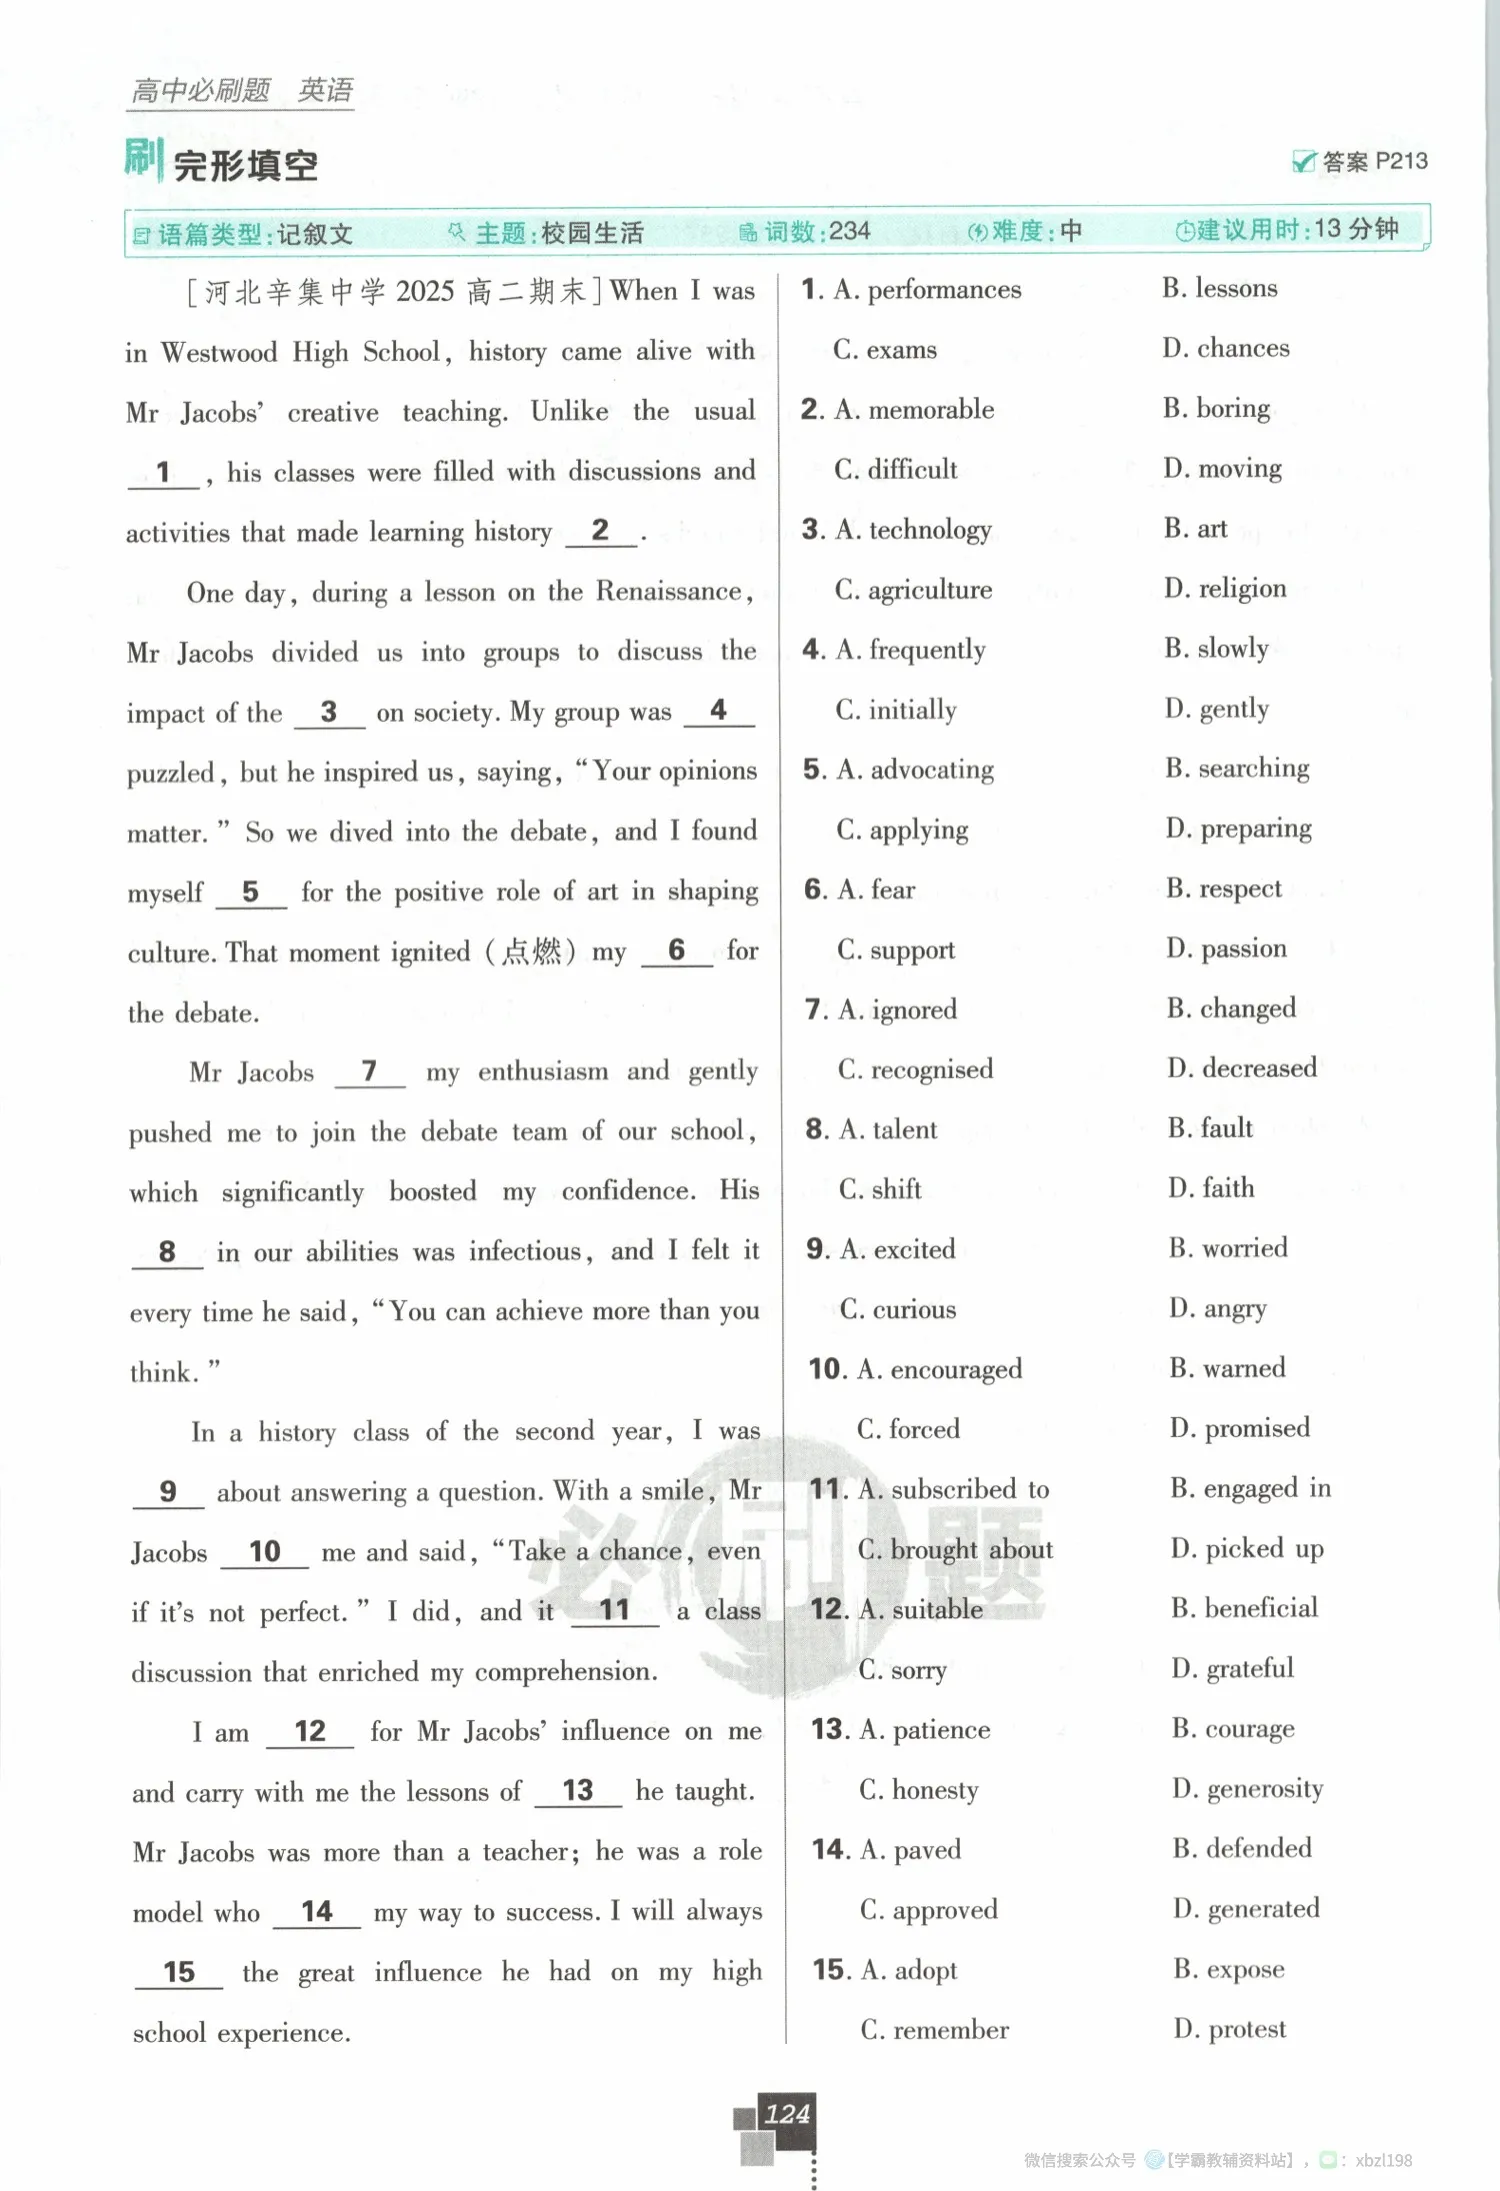 高中必刷题 英语
刷 完形填空
答案 P213
语篇类型:记叙文 主题:校园生活 词数:234 难度:中 建议用时:13 分钟
[河北辛集中学 2025 高二期末]When I was
in Westwood High School, history came alive with
Mr Jacobs' creative teaching. Unlike the usual
1 , his classes were filled with discussions and
activities that made learning history 2 .
One day, during a lesson on the Renaissance,
Mr Jacobs divided us into groups to discuss the
impact of the 3 on society. My group was 4
puzzled, but he inspired us, saying, “Your opinions
matter.” So we dived into the debate, and I found
myself 5 for the positive role of art in shaping
culture. That moment ignited (点燃) my 6 for
the debate.
Mr Jacobs 7 my enthusiasm and gently
pushed me to join the debate team of our school,
which significantly boosted my confidence. His
8 in our abilities was infectious, and I felt it
every time he said, “You can achieve more than you
think.”
In a history class of the second year, I was
9 about answering a question. With a smile, Mr
Jacobs 10 me and said, “Take a chance, even
if it's not perfect.” I did, and it 11 a class
discussion that enriched my comprehension.
I am 12 for Mr Jacobs' influence on me
and carry with me the lessons of 13 he taught.
Mr Jacobs was more than a teacher; he was a role
model who 14 my way to success. I will always
15 the great influence he had on my high
school experience.
1. A. performances B. lessons
C. exams D. chances
2. A. memorable B. boring
C. difficult D. moving
3. A. technology B. art
C. agriculture D. religion
4. A. frequently B. slowly
C. initially D. gently
5. A. advocating B. searching
C. applying D. preparing
6. A. fear B. respect
C. support D. passion
7. A. ignored B. changed
C. recognised D. decreased
8. A. talent B. fault
C. shift D. faith
9. A. excited B. worried
C. curious D. angry
10. A. encouraged B. warned
C. forced D. promised
11. A. subscribed to B. engaged in
C. brought about D. picked up
12. A. suitable B. beneficial
C. sorry D. grateful
13. A. patience B. courage
C. honesty D. generosity
14. A. paved B. defended
C. approved D. generated
15. A. adopt B. expose
C. remember D. protest
必刷题
124
微信搜索公众号 【学霸教辅资料站】, : xbzl198